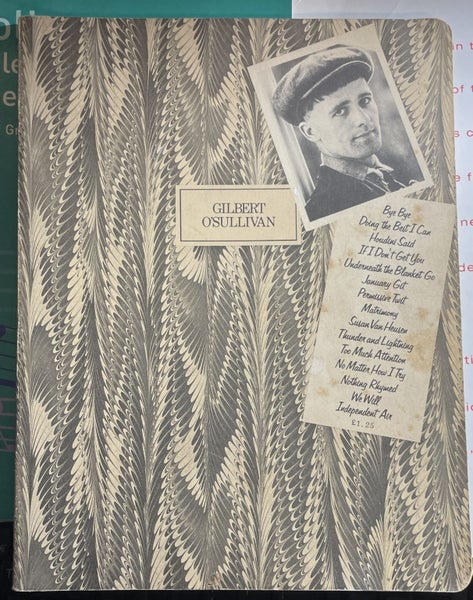 GILBERT
O'SULLIVAN
Bye Bye
Doing the Best I Can
Houdini Said
If I Don't Get You
Underneath the Blanket Go
January Git
Permissive Twit
Matrimony
Susan Van Heusen
Thunder and Lightning
Too Much Attention
No Matter How I Try
Nothing Rhymed
We Will
Independent Air
£1.25